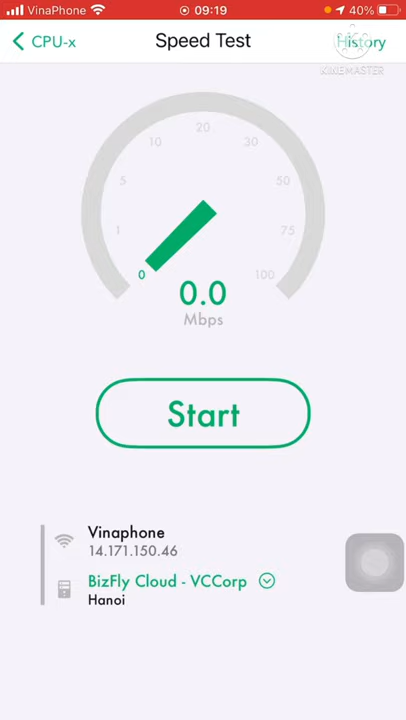 VinaPhone 09:19 40%
CPU-x Speed Test History
KINEMASTER
20
10 30
5 50
1 75
0 100
0.0
Mbps
Start
Vinaphone
14.171.150.46
BizFly Cloud - VCCorp
Hanoi